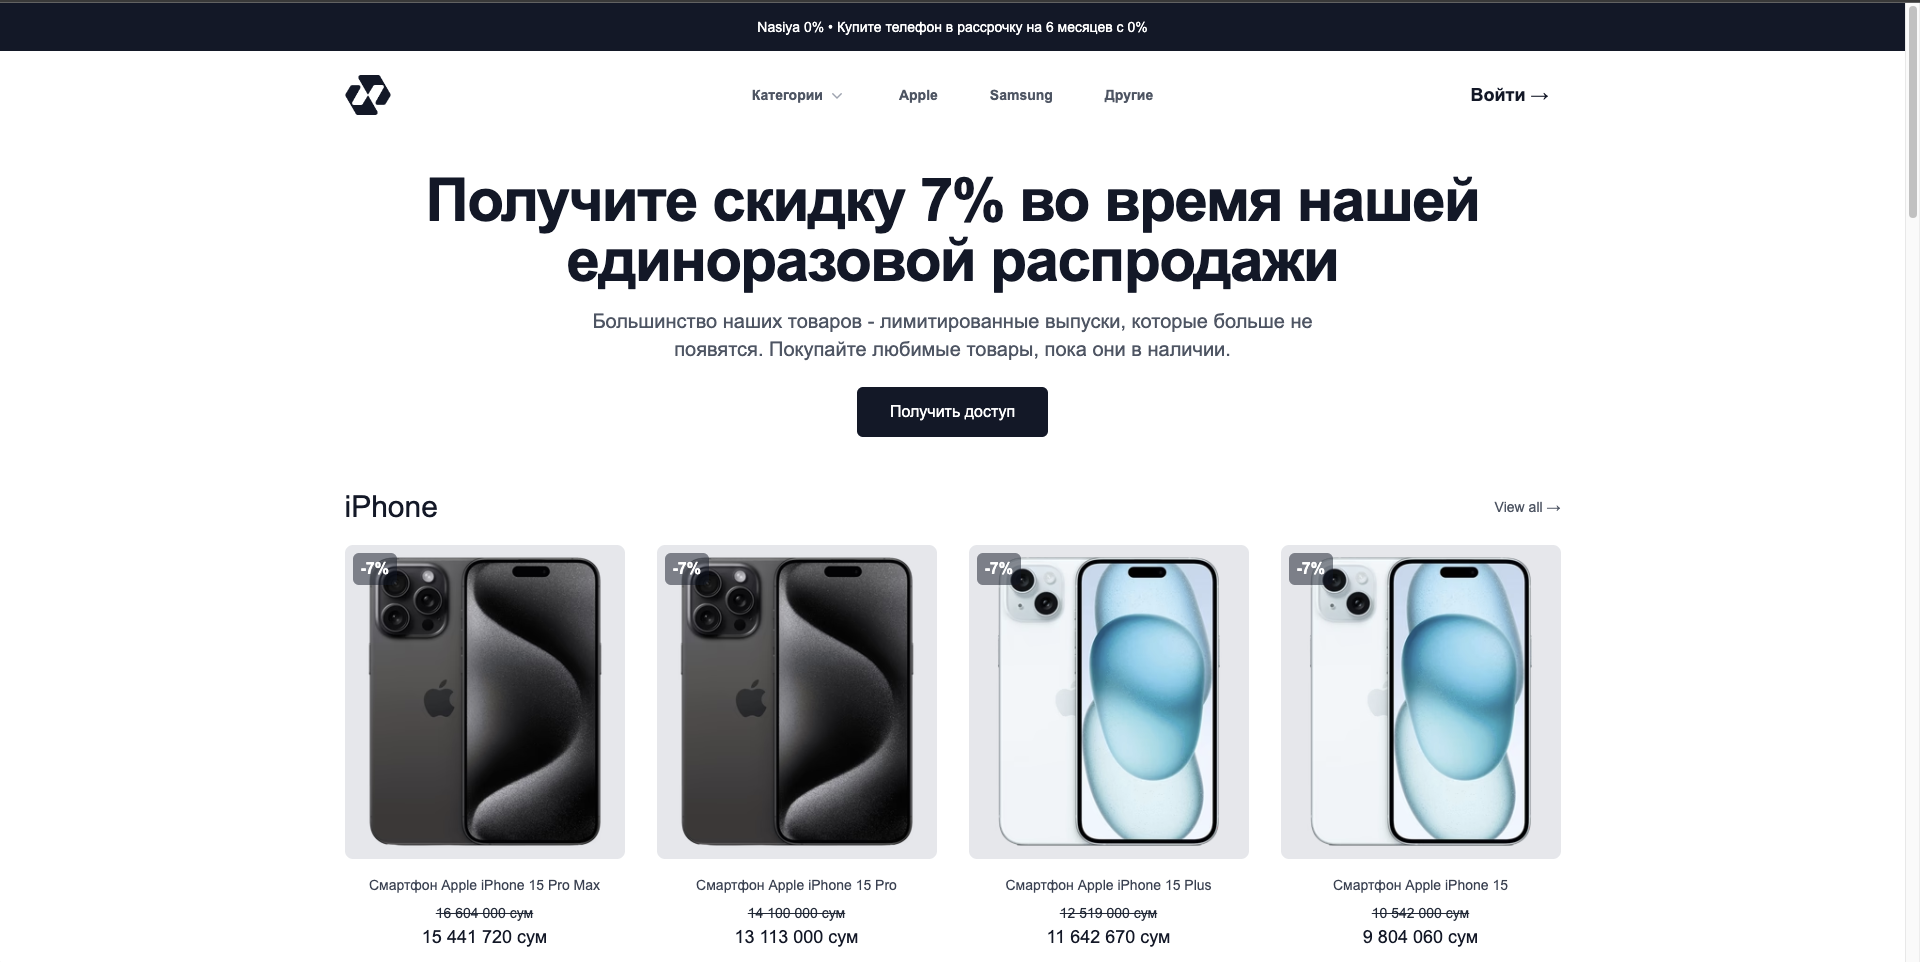 Nasiya 0% • Купите телефон в рассрочку на 6 месяцев с 0%
Категории Apple Samsung Другие Войти →
Получите скидку 7% во время нашей
единоразовой распродажи
Большинство наших товаров - лимитированные выпуски, которые больше не
появятся. Покупайте любимые товары, пока они в наличии.
Получить доступ
iPhone View all →
-7% -7% -7% -7%
Смартфон Apple iPhone 15 Pro Max Смартфон Apple iPhone 15 Pro Смартфон Apple iPhone 15 Plus Смартфон Apple iPhone 15
16 604 000 сум 14 100 000 сум 12 519 000 сум 10 542 000 сум
15 441 720 сум 13 113 000 сум 11 642 670 сум 9 804 060 сум